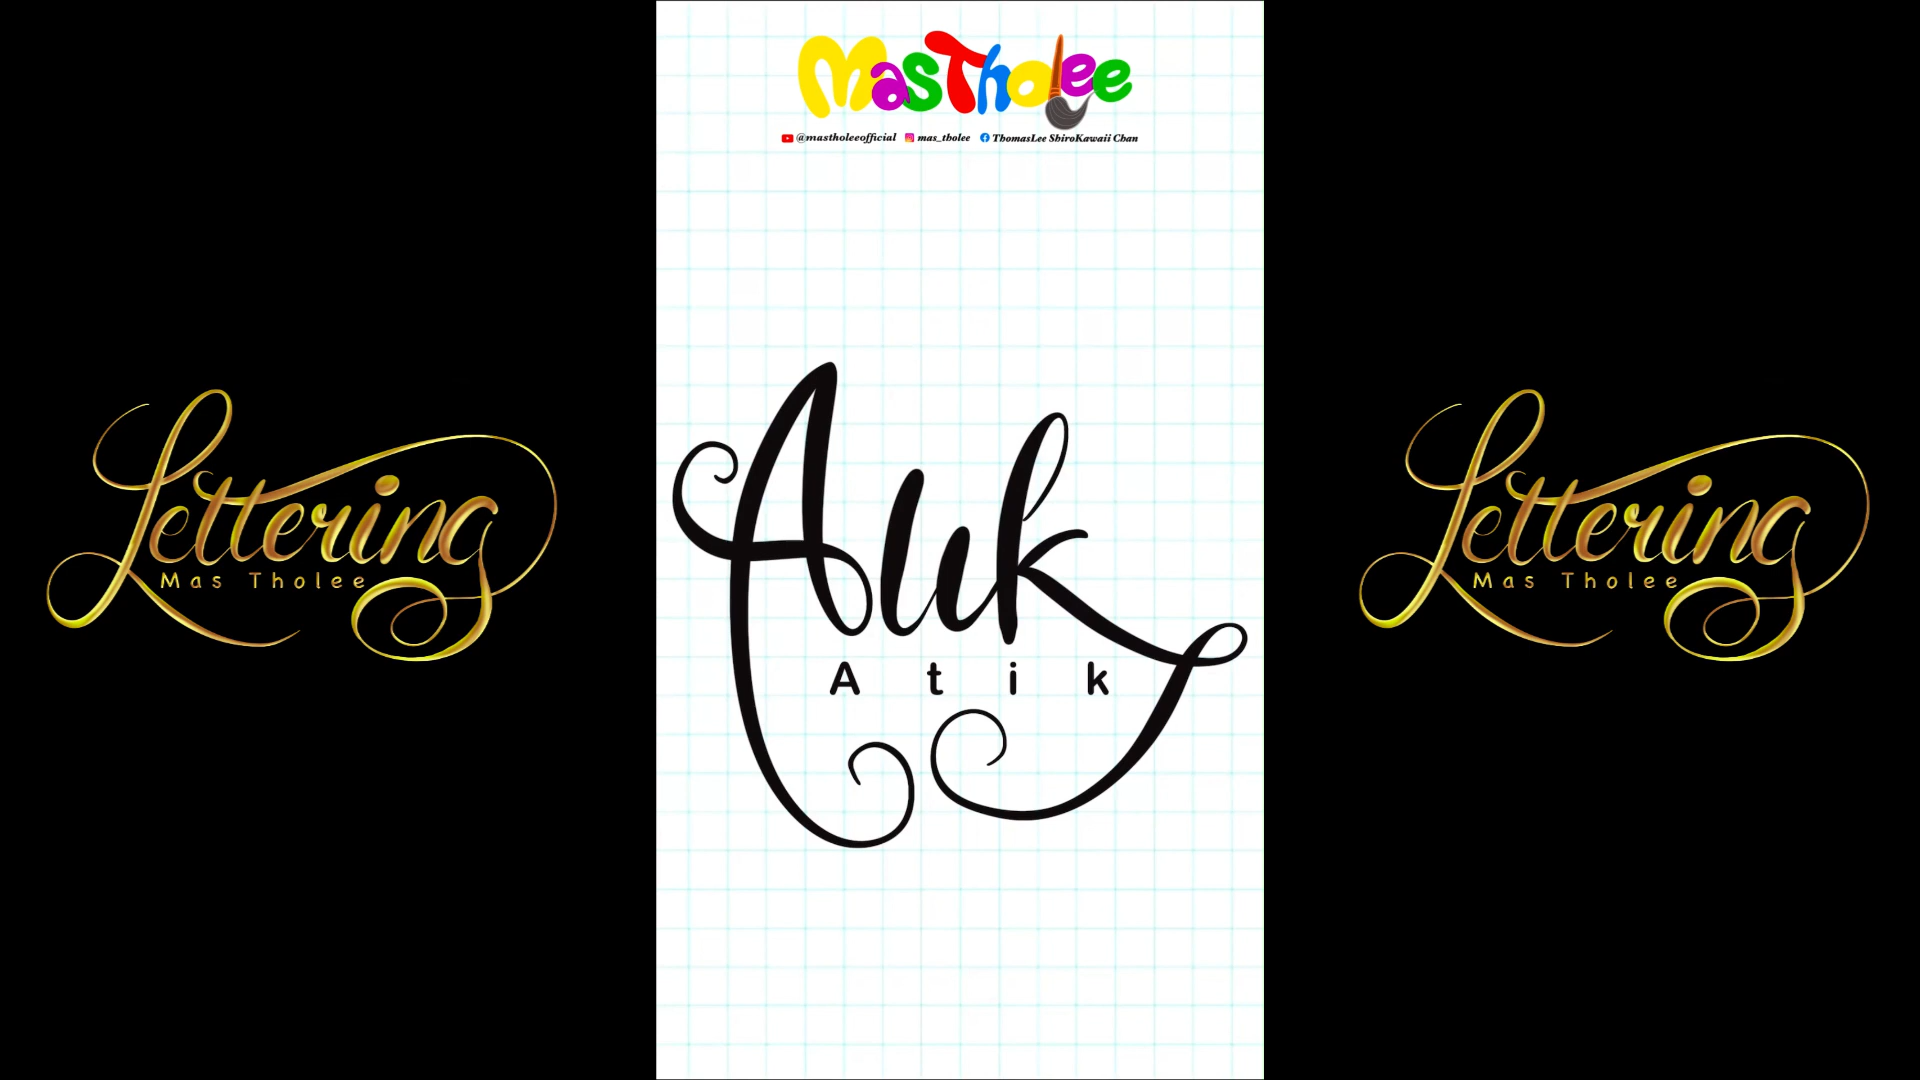 MasTholee
@mastholeeofficial mas_tholee ThomasLee ShiroKawaii Chan
Lettering
Mas Tholee
Atik
A t i k
Lettering
Mas Tholee